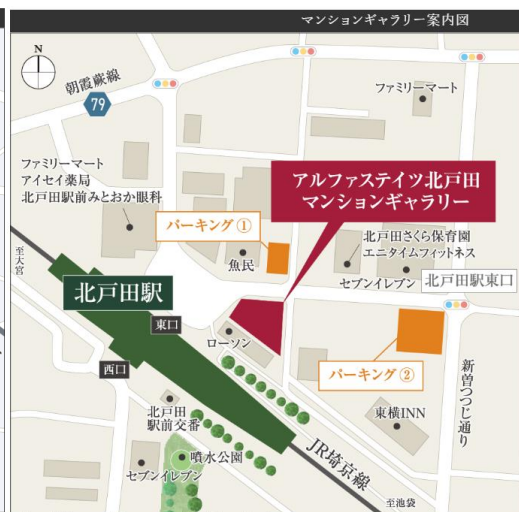 マンションギャラリー案内図
N
朝霞蕨線
79
ファミリーマート
ファミリーマート
アイセイ薬局
北戸田駅前みとおか眼科
アルファステイツ北戸田
マンションギャラリー
パーキング①
魚民
北戸田さくら保育園
エニタイムフィットネス
セブンイレブン
北戸田駅東口
至大宮
北戸田駅
東口
ローソン
西口
パーキング②
新曽つつじ通り
北戸田
駅前交番
東横INN
噴水公園
セブンイレブン
JR埼京線
至池袋